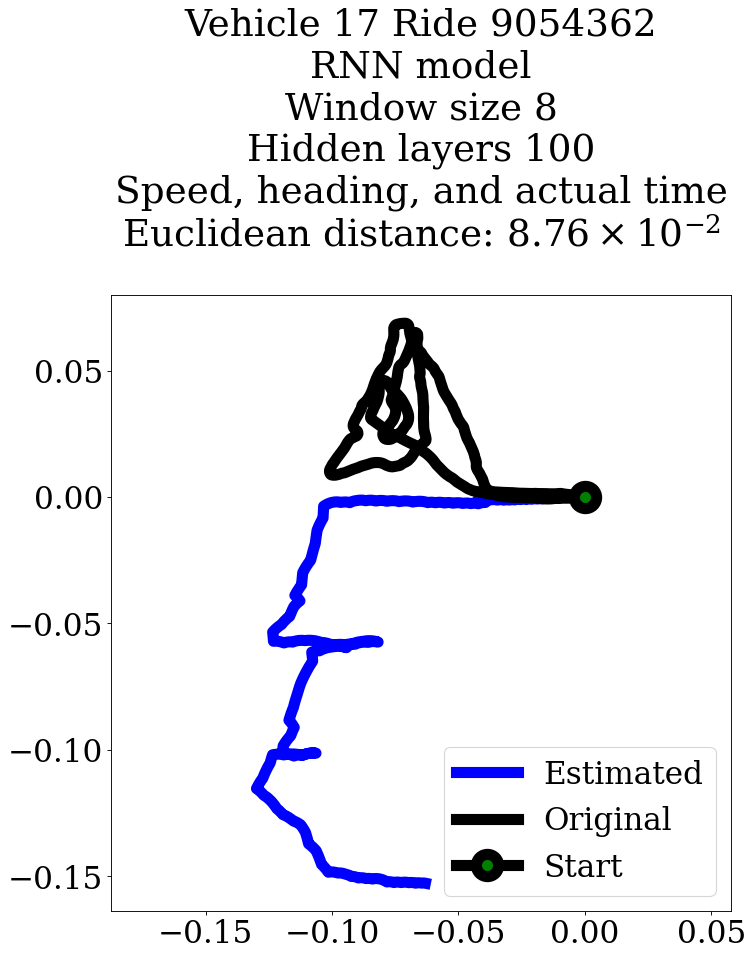 Vehicle 17 Ride 9054362
RNN model
Window size 8
Hidden layers 100
Speed, heading, and actual time
Euclidean distance: 8.76 × 10⁻²
0.05
0.00
−0.05
−0.10
−0.15
Estimated
Original
Start
−0.15 −0.10 −0.05 0.00 0.05